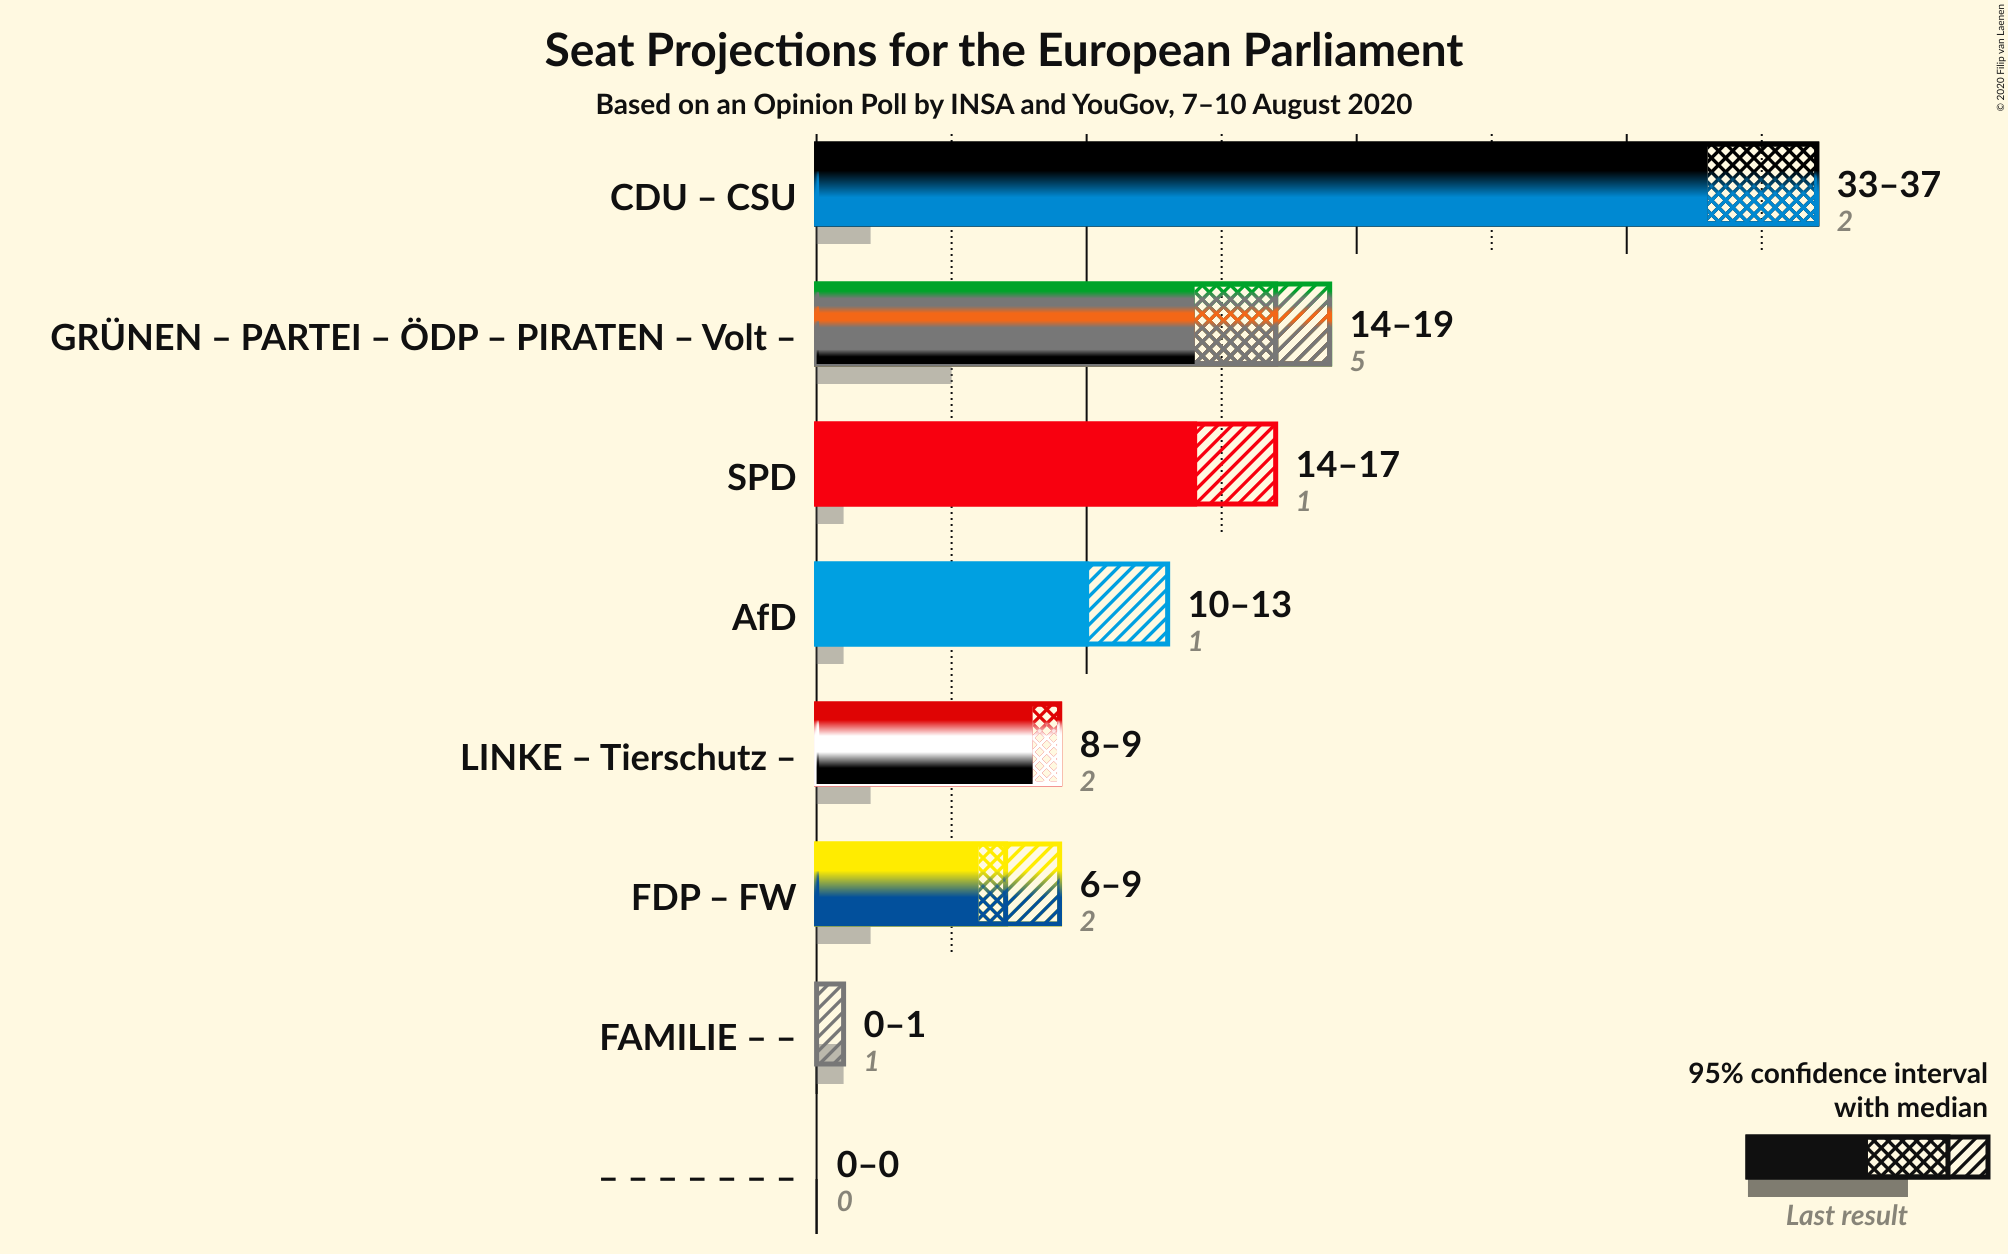 Seat Projections for the European Parliament
Based on an Opinion Poll by INSA and YouGov, 7–10 August 2020
© 2020 Filip van Laenen
CDU – CSU
33–37
2
GRÜNEN – PARTEI – ÖDP – PIRATEN – Volt –
14–19
5
SPD
14–17
1
AfD
10–13
1
LINKE – Tierschutz –
8–9
2
FDP – FW
6–9
2
FAMILIE – –
0–1
1
– – – – – – –
0–0
0
95% confidence interval
with median
Last result